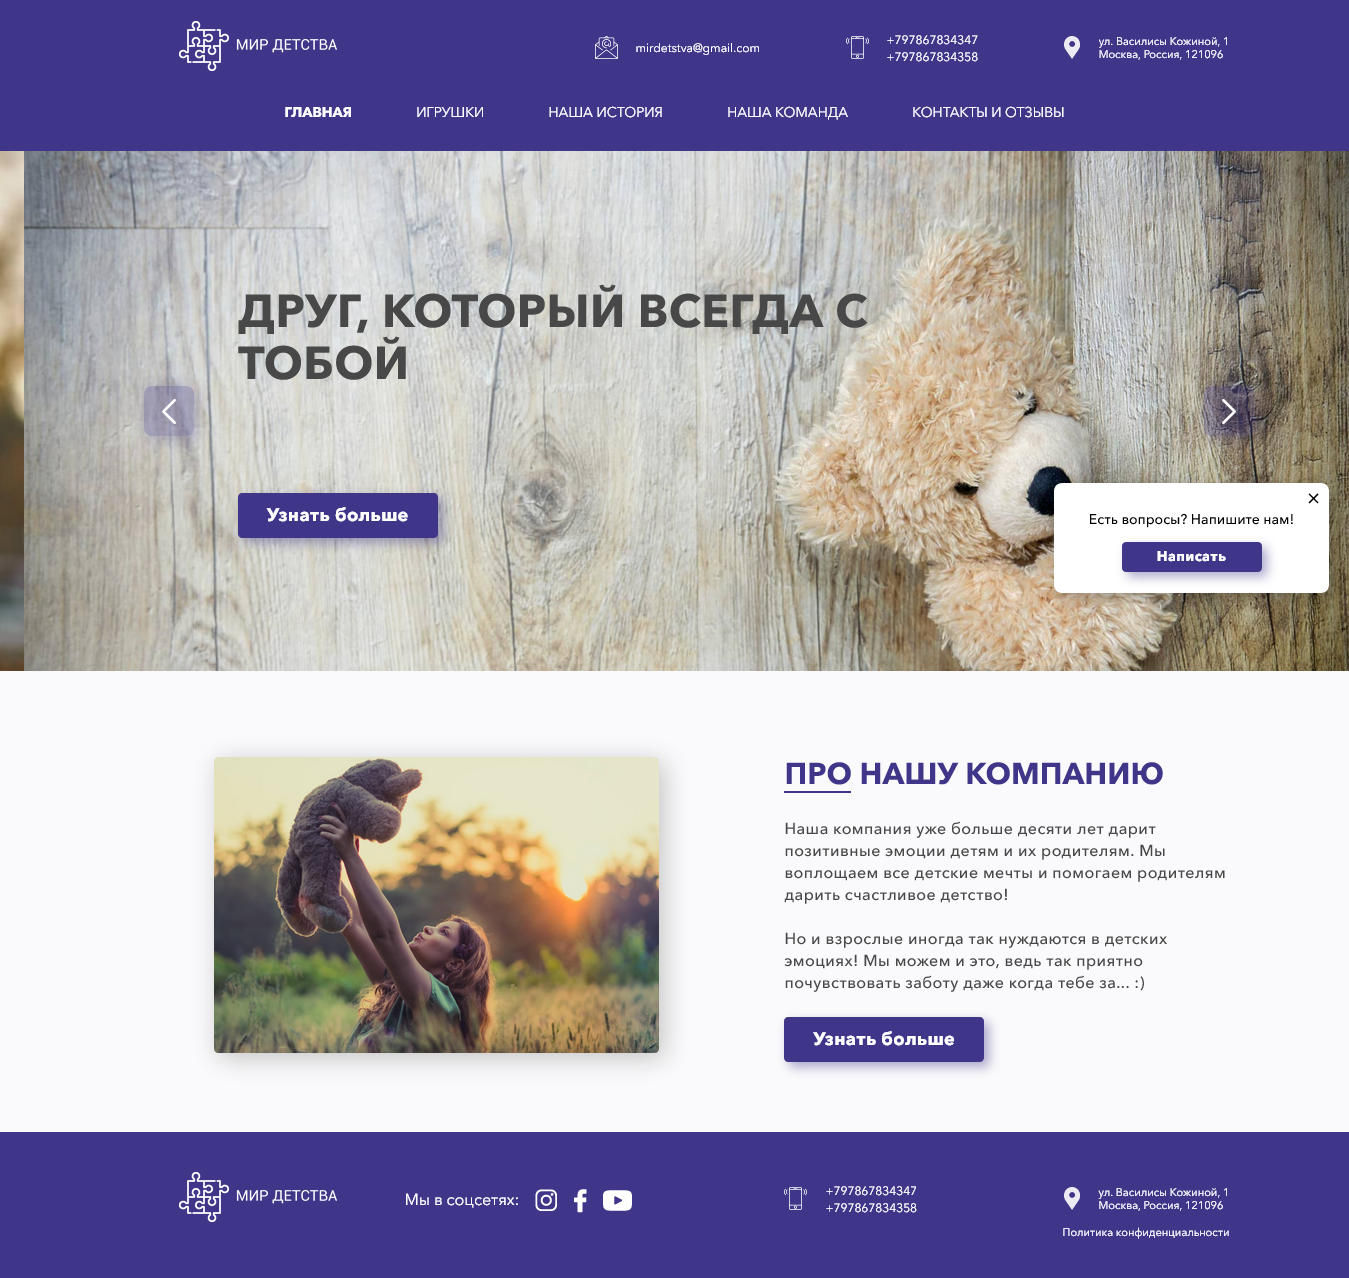 МИР ДЕТСТВА
mirdetstva@gmail.com
+797867834347
+797867834358
ул. Василисы Кожиной, 1
Москва, Россия, 121096
ГЛАВНАЯ
ИГРУШКИ
НАША ИСТОРИЯ
НАША КОМАНДА
КОНТАКТЫ И ОТЗЫВЫ
ДРУГ, КОТОРЫЙ ВСЕГДА С
ТОБОЙ
Узнать больше
Есть вопросы? Напишите нам!
Написать
ПРО НАШУ КОМПАНИЮ
Наша компания уже больше десяти лет дарит
позитивные эмоции детям и их родителям. Мы
воплощаем все детские мечты и помогаем родителям
дарить счастливое детство!
Но и взрослые иногда так нуждаются в детских
эмоциях! Мы можем и это, ведь так приятно
почувствовать заботу даже когда тебе за... :)
Узнать больше
МИР ДЕТСТВА
Мы в соцсетях:
+797867834347
+797867834358
ул. Василисы Кожиной, 1
Москва, Россия, 121096
Политика конфиденциальности